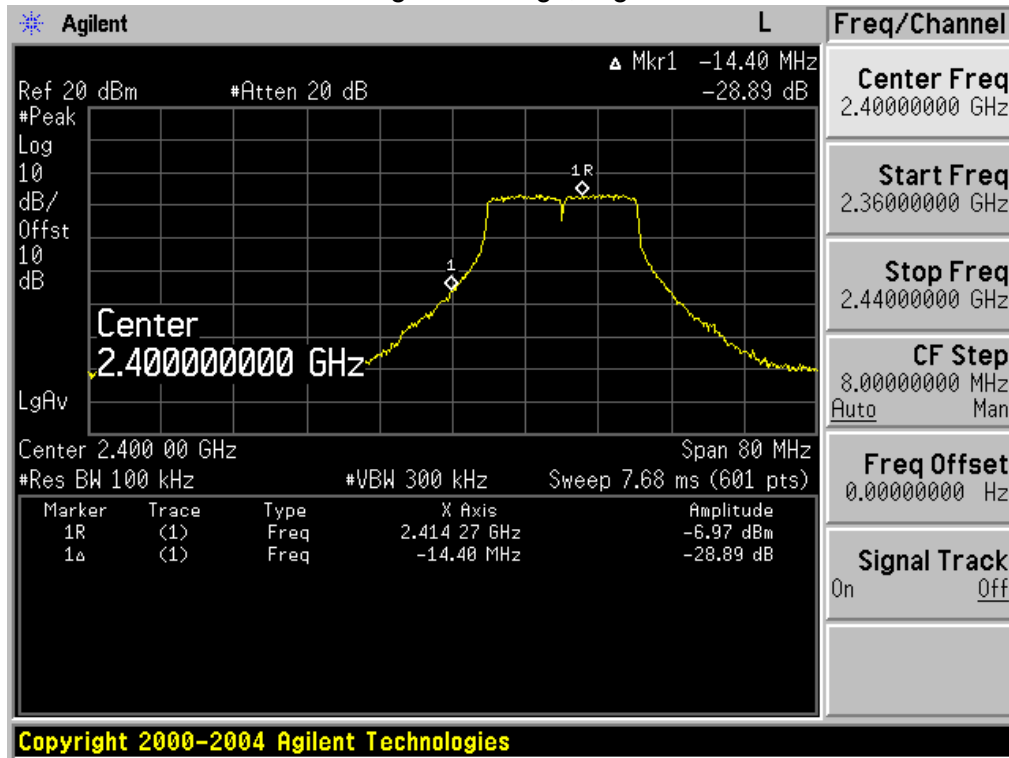 Agilent L Freq/Channel
Δ Mkr1 -14.40 MHz
Ref 20 dBm #Atten 20 dB -28.89 dB
#Peak
Log
10
dB/
Offst
10
dB
LgAv
1R
1
Center
2.400000000 GHz
Center 2.400 00 GHz Span 80 MHz
#Res BW 100 kHz #VBW 300 kHz Sweep 7.68 ms (601 pts)
Marker Trace Type X Axis Amplitude
1R (1) Freq 2.414 27 GHz -6.97 dBm
1Δ (1) Freq -14.40 MHz -28.89 dB
Center Freq
2.40000000 GHz
Start Freq
2.36000000 GHz
Stop Freq
2.44000000 GHz
CF Step
8.00000000 MHz
Auto Man
Freq Offset
0.00000000 Hz
Signal Track
On Off
Copyright 2000-2004 Agilent Technologies